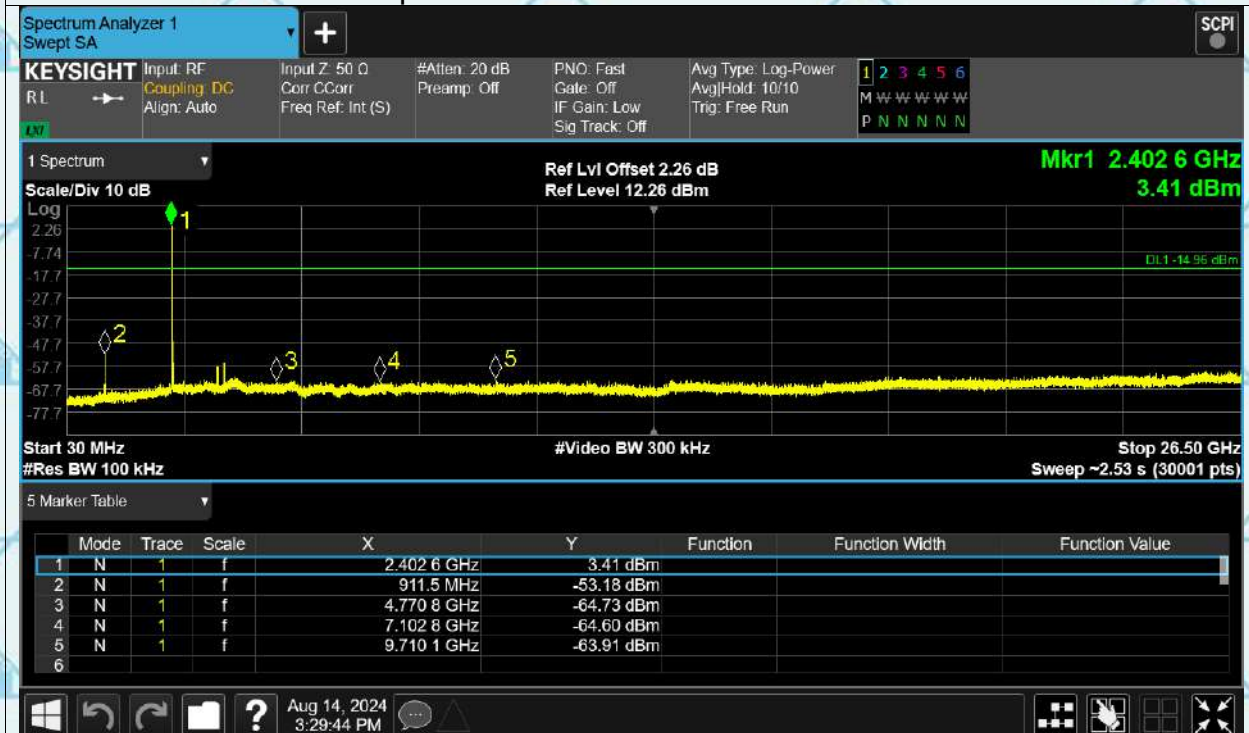 Spectrum Analyzer 1
Swept SA
+
SCPI
KEYSIGHT
RL
LXI
Input: RF
Coupling: DC
Align: Auto
Input Z: 50 Ω
Corr CCorr
Freq Ref: Int (S)
#Atten: 20 dB
Preamp: Off
PNO: Fast
Gate: Off
IF Gain: Low
Sig Track: Off
Avg Type: Log-Power
Avg|Hold: 10/10
Trig: Free Run
1 2 3 4 5 6
M W W W W W W
P N N N N N N
1 Spectrum
Scale/Div 10 dB
Ref Lvl Offset 2.26 dB
Ref Level 12.26 dBm
Mkr1 2.402 6 GHz
3.41 dBm
Log
2.26
-7.74
-17.7
-27.7
-37.7
-47.7
-57.7
-67.7
-77.7
1
2
3
4
5
DL1 -14.96 dBm
Start 30 MHz
#Video BW 300 kHz
Stop 26.50 GHz
#Res BW 100 kHz
Sweep ~2.53 s (30001 pts)
5 Marker Table
Mode Trace Scale X Y Function Function Width Function Value
1 N 1 f 2.402 6 GHz 3.41 dBm
2 N 1 f 911.5 MHz -53.18 dBm
3 N 1 f 4.770 8 GHz -64.73 dBm
4 N 1 f 7.102 8 GHz -64.60 dBm
5 N 1 f 9.710 1 GHz -63.91 dBm
6
?
Aug 14, 2024
3:29:44 PM